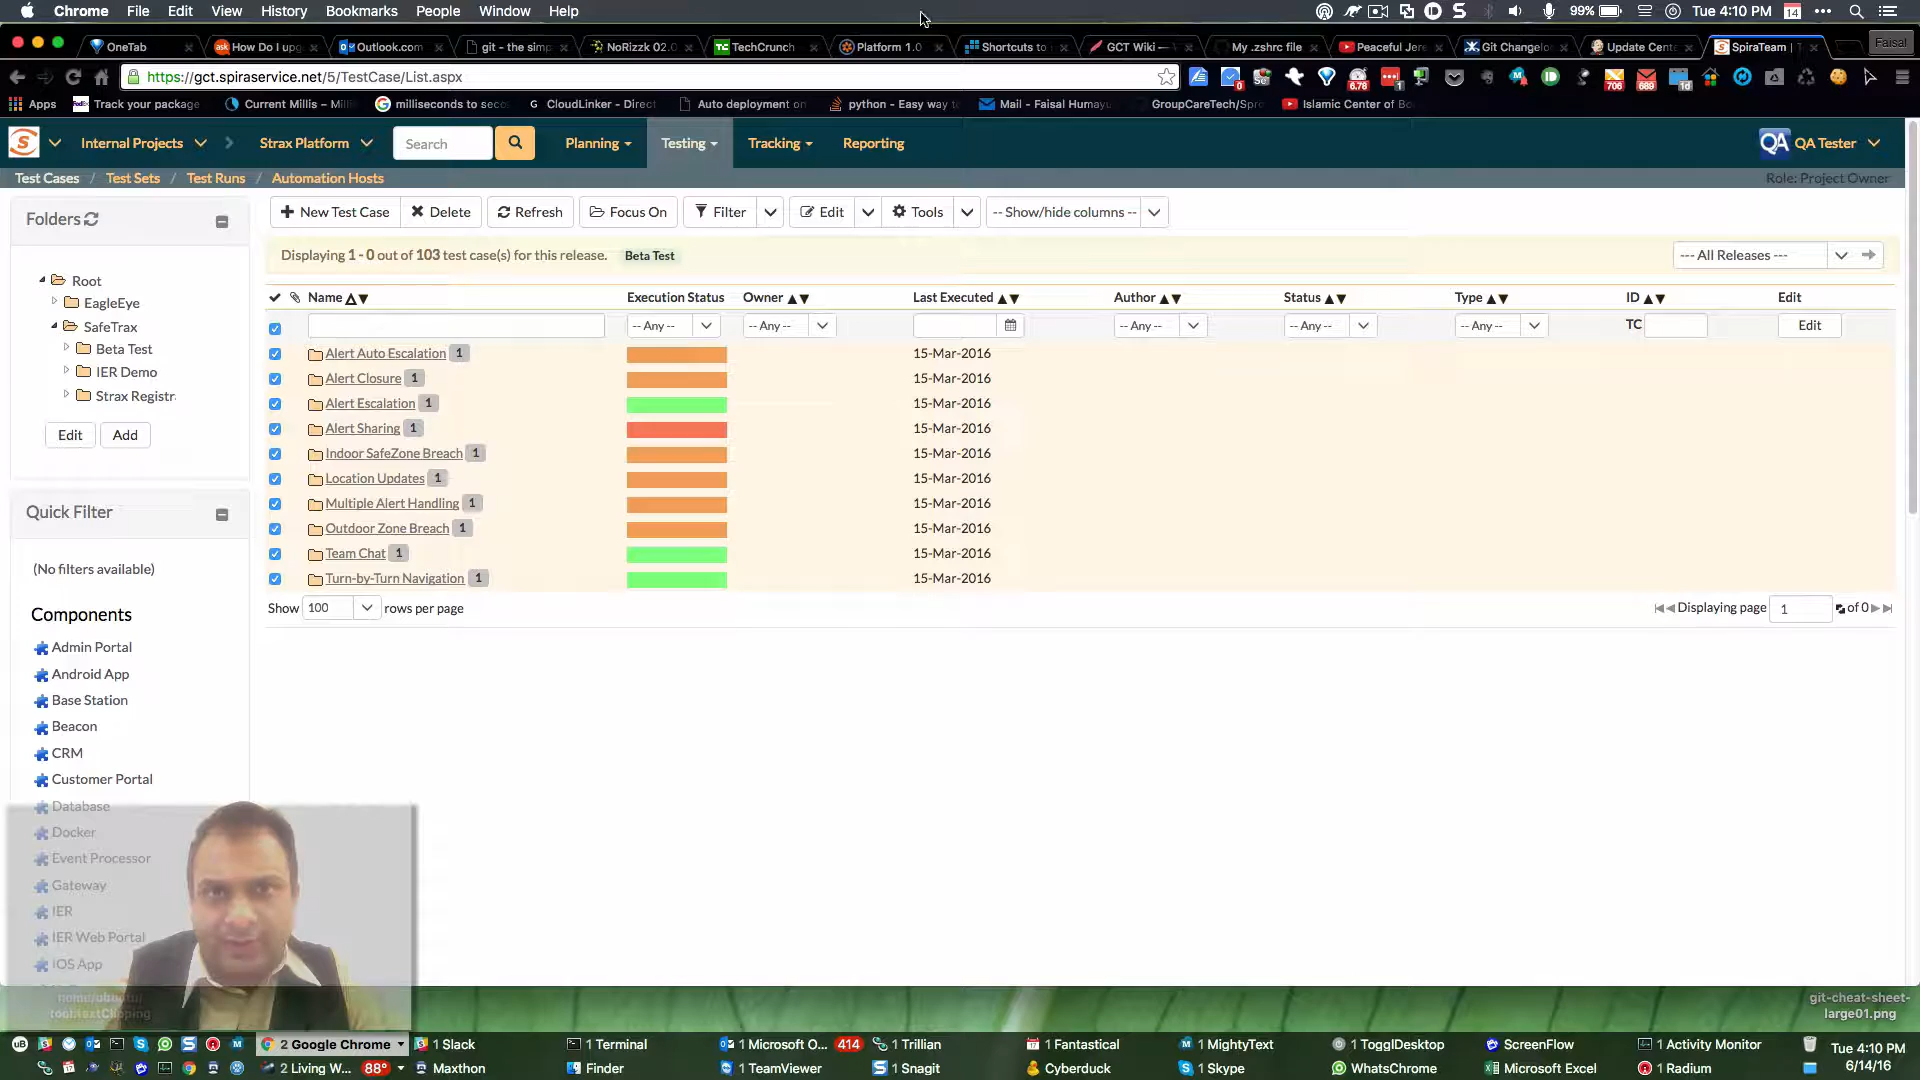 Chrome File Edit View History Bookmarks People Window Help 99% Tue 4:10 PM 14
OneTab How Do I upg Outlook.com git - the simp NoRizzk 02.0 TechCrunch Platform 1.0 Shortcuts to GCT Wiki — My .zshrc file Peaceful Jere Git Changelo Update Cent SpiraTeam | T Faisal
https://gct.spiraservice.net/5/TestCase/List.aspx
Apps Track your package Current Millis – Milli milliseconds to seco CloudLinker - Direct Auto deployment on python - Easy way to Mail - Faisal Humayu GroupCareTech/Spro Islamic Center of Bo
Internal Projects Strax Platform Search Planning Testing Tracking Reporting QA QA Tester
Test Cases / Test Sets / Test Runs / Automation Hosts Role: Project Owner
Folders New Test Case Delete Refresh Focus On Filter Edit Tools -- Show/hide columns --
Displaying 1 - 0 out of 103 test case(s) for this release. Beta Test --- All Releases ---
Name Execution Status Owner Last Executed Author Status Type ID Edit
-- Any -- -- Any -- -- Any -- -- Any -- -- Any -- TC Edit
Root
EagleEye
SafeTrax
Beta Test
IER Demo
Strax Registra
Edit Add
Alert Auto Escalation 1 15-Mar-2016
Alert Closure 1 15-Mar-2016
Alert Escalation 1 15-Mar-2016
Alert Sharing 1 15-Mar-2016
Indoor SafeZone Breach 1 15-Mar-2016
Location Updates 1 15-Mar-2016
Multiple Alert Handling 1 15-Mar-2016
Outdoor Zone Breach 1 15-Mar-2016
Team Chat 1 15-Mar-2016
Turn-by-Turn Navigation 1 15-Mar-2016
Show 100 rows per page Displaying page 1 of 0
Quick Filter
(No filters available)
Components
Admin Portal
Android App
Base Station
Beacon
CRM
Customer Portal
Database
Docker
Event Processor
Gateway
IER
IER Web Portal
IOS App
home/ubuntu/
tool.textClipping
git-cheat-sheet-
large01.png
2 Google Chrome 1 Slack 1 Terminal 1 Microsoft O... 414 1 Trillian 1 Fantastical 1 MightyText 1 TogglDesktop ScreenFlow 1 Activity Monitor Tue 4:10 PM
2 Living W... 88° Maxthon Finder 1 TeamViewer 1 Snagit Cyberduck 1 Skype WhatsChrome Microsoft Excel 1 Radium 6/14/16